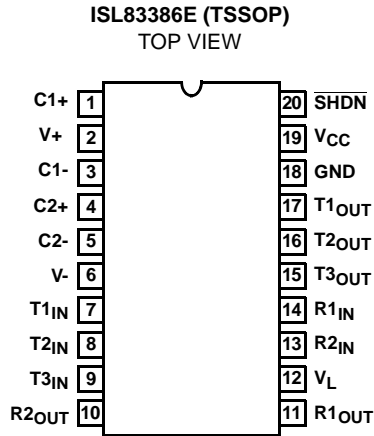 ISL83386E (TSSOP)
TOP VIEW
C1+ 1 20 SHDN
V+ 2 19 VCC
C1- 3 18 GND
C2+ 4 17 T1OUT
C2- 5 16 T2OUT
V- 6 15 T3OUT
T1IN 7 14 R1IN
T2IN 8 13 R2IN
T3IN 9 12 VL
R2OUT 10 11 R1OUT